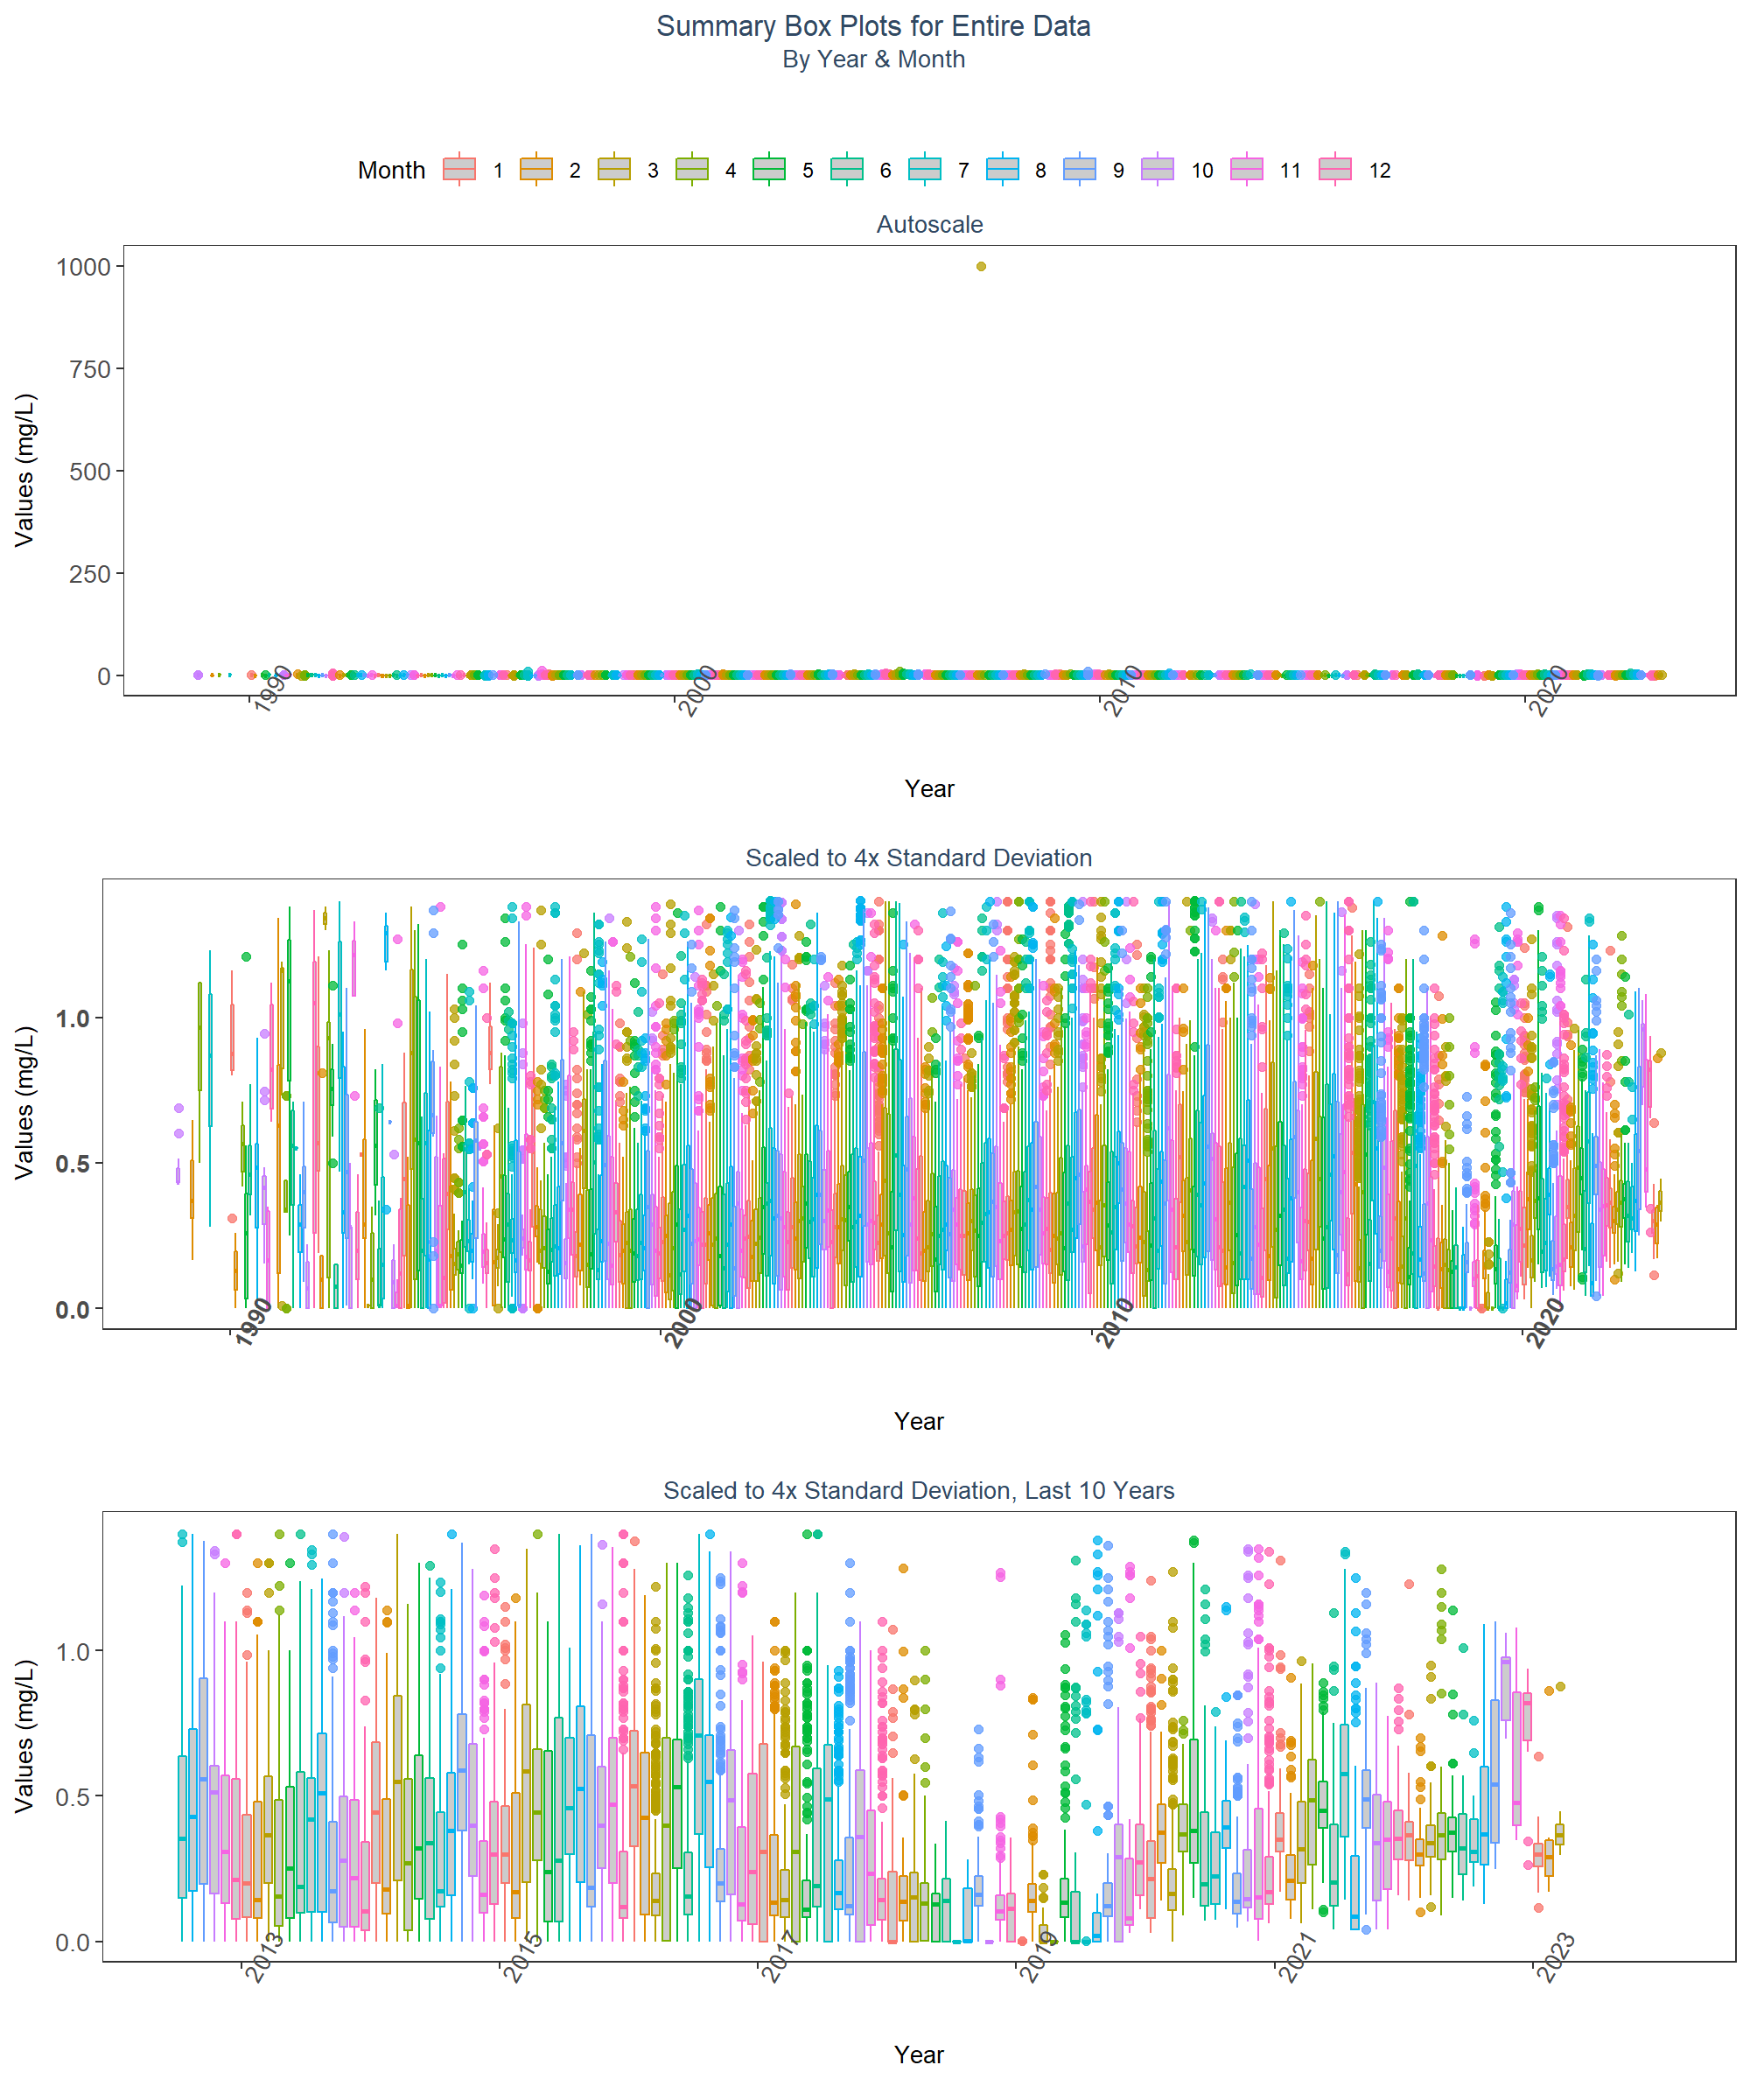 Summary Box Plots for Entire Data
By Year & Month
Month 1 2 3 4 5 6 7 8 9 10 11 12
Autoscale
Values (mg/L)
1000
750
500
250
0
1990 2000 2010 2020
Year
Scaled to 4x Standard Deviation
Values (mg/L)
1.0
0.5
0.0
1990 2000 2010 2020
Year
Scaled to 4x Standard Deviation, Last 10 Years
Values (mg/L)
1.0
0.5
0.0
2013 2015 2017 2019 2021 2023
Year